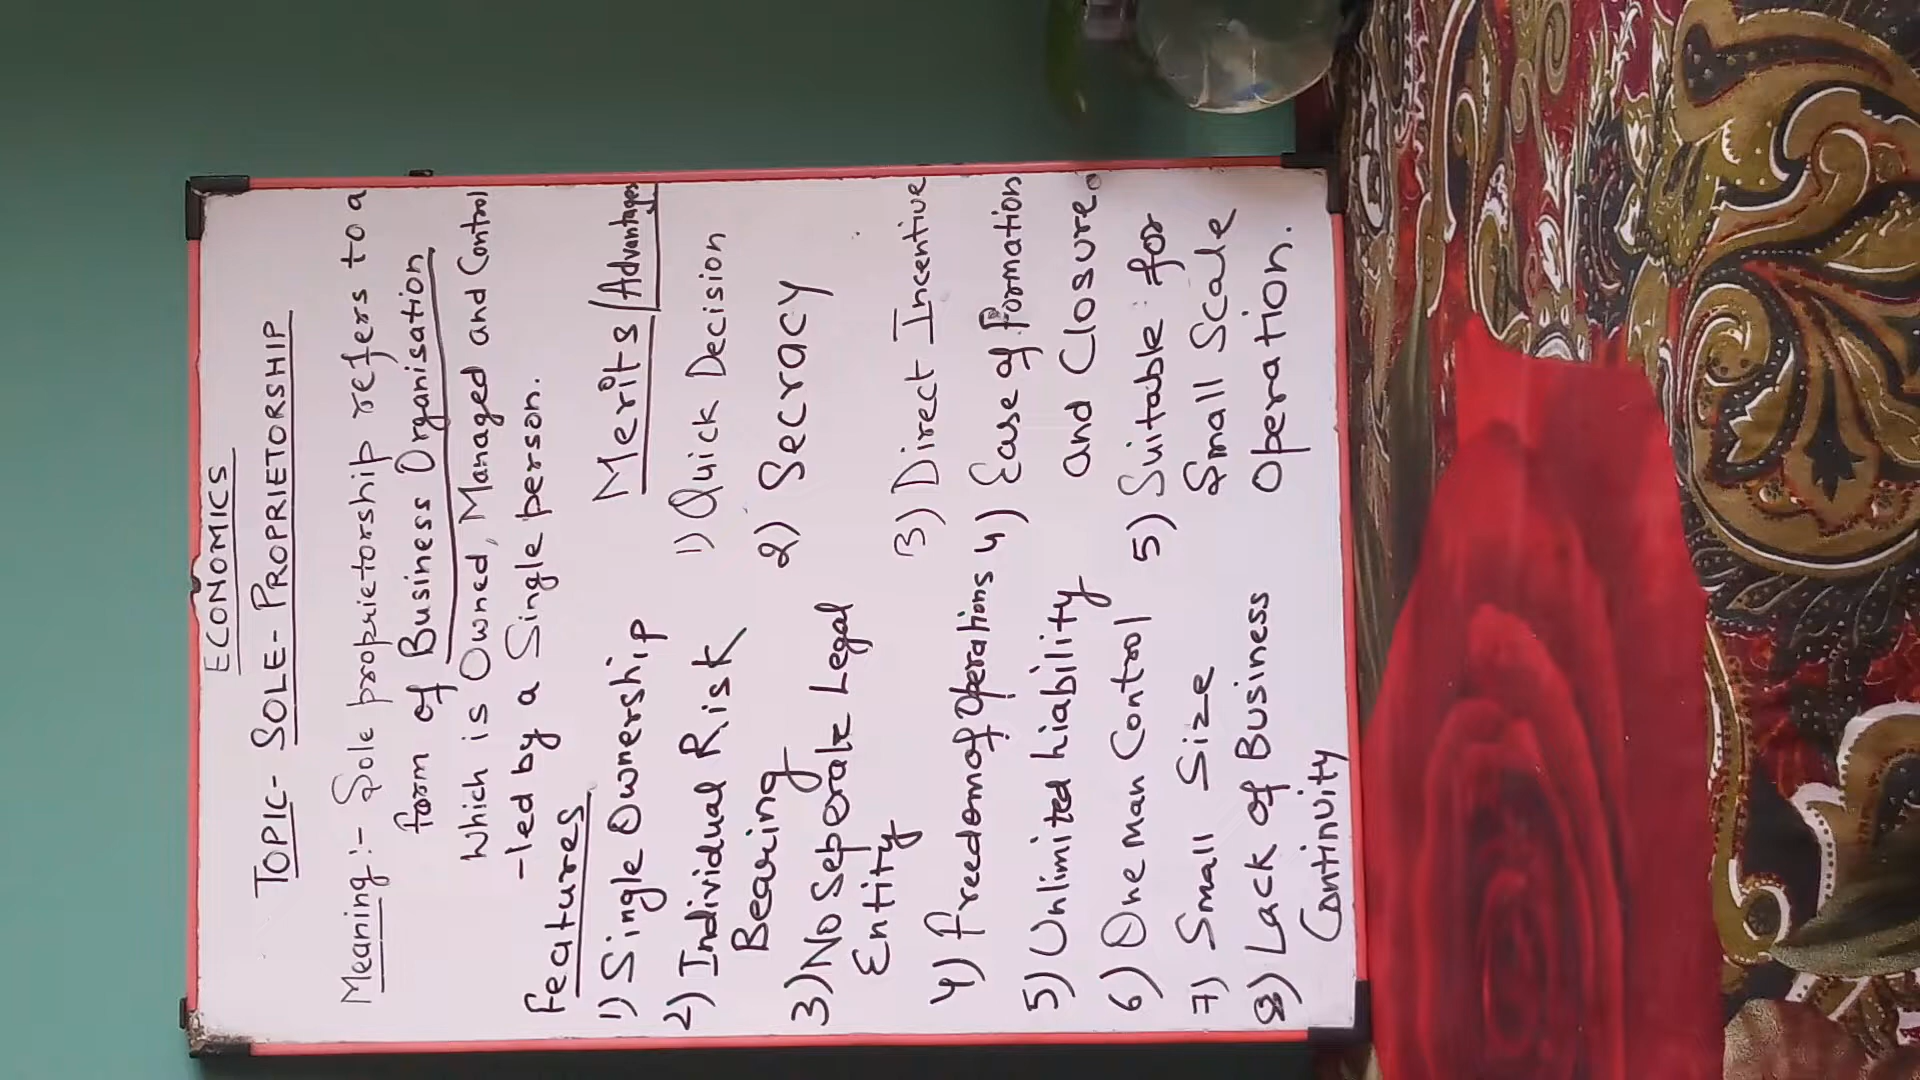 ECONOMICS
TOPIC- SOLE-PROPRIETORSHIP
Meaning:- Sole proprietorship refers to a
form of Business Organisation
which is Owned, Managed and Control
-led by a Single person.
Features
1) Single Ownership
2) Individual Risk
Bearing
3) No Seperate Legal
Entity
4) Freedom of Operations
5) Unlimited Liability
6) One man Control
7) Small Size
8) Lack of Business
Continuity
Merits/Advantages
1) Quick Decision
2) Secracy
3) Direct Incentive
4) Ease of Formation
and Closure
5) Suitable for
Small Scale
Operation.